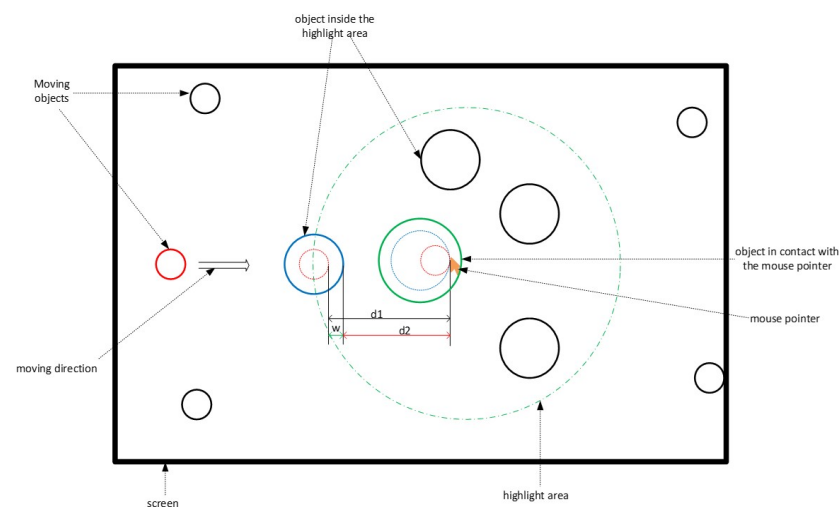 object inside the
highlight area
Moving
objects
object in contact with
the mouse pointer
d1
w
d2
mouse pointer
moving direction
highlight area
screen